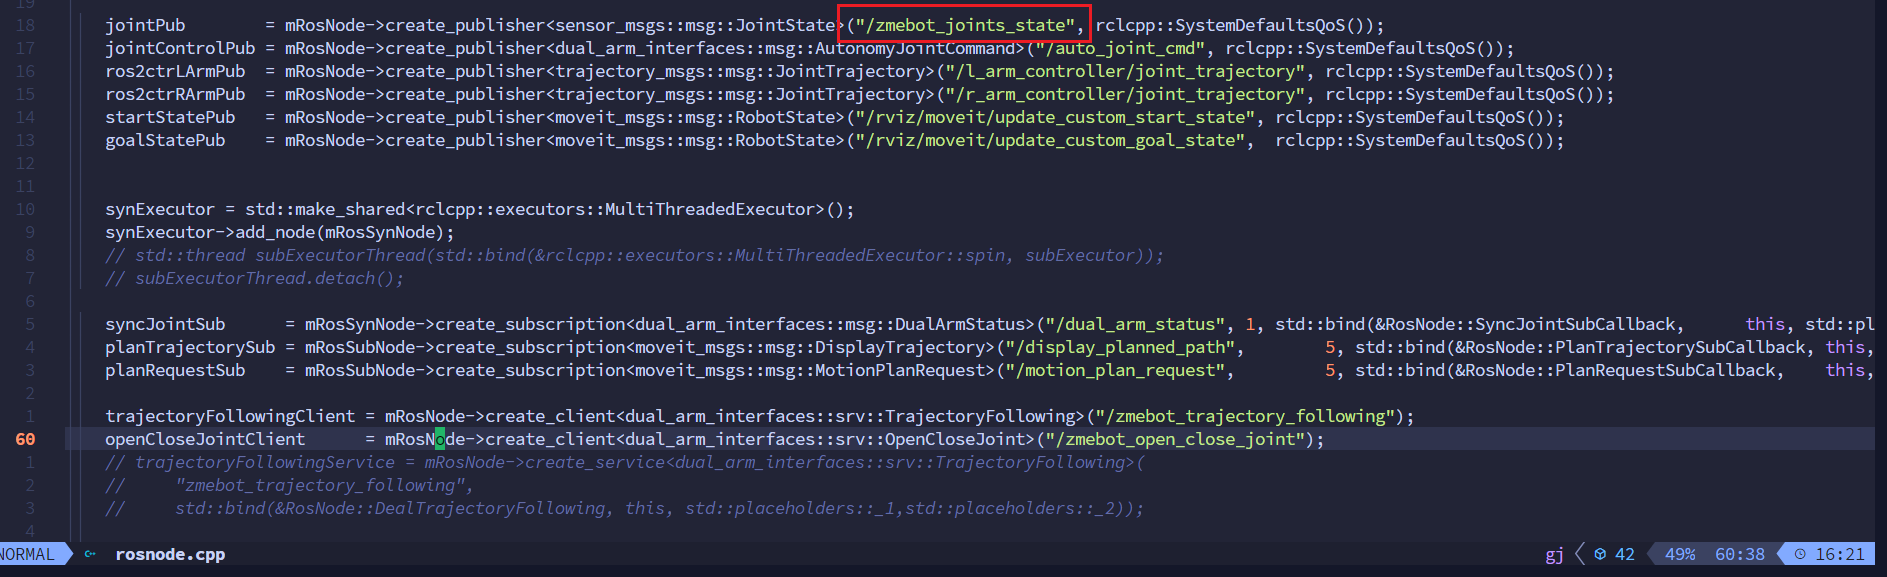 19
18 jointPub = mRosNode->create_publisher<sensor_msgs::msg::JointState>("/zmebot_joints_state", rclcpp::SystemDefaultsQoS());
17 jointControlPub = mRosNode->create_publisher<dual_arm_interfaces::msg::AutonomyJointCommand>("/auto_joint_cmd", rclcpp::SystemDefaultsQoS());
16 ros2ctrLArmPub = mRosNode->create_publisher<trajectory_msgs::msg::JointTrajectory>("/l_arm_controller/joint_trajectory", rclcpp::SystemDefaultsQoS());
15 ros2ctrRArmPub = mRosNode->create_publisher<trajectory_msgs::msg::JointTrajectory>("/r_arm_controller/joint_trajectory", rclcpp::SystemDefaultsQoS());
14 startStatePub = mRosNode->create_publisher<moveit_msgs::msg::RobotState>("/rviz/moveit/update_custom_start_state", rclcpp::SystemDefaultsQoS());
13 goalStatePub = mRosNode->create_publisher<moveit_msgs::msg::RobotState>("/rviz/moveit/update_custom_goal_state", rclcpp::SystemDefaultsQoS());
12
11
10 synExecutor = std::make_shared<rclcpp::executors::MultiThreadedExecutor>();
9 synExecutor->add_node(mRosSynNode);
8 // std::thread subExecutorThread(std::bind(&rclcpp::executors::MultiThreadedExecutor::spin, subExecutor));
7 // subExecutorThread.detach();
6
5 syncJointSub = mRosSynNode->create_subscription<dual_arm_interfaces::msg::DualArmStatus>("/dual_arm_status", 1, std::bind(&RosNode::SyncJointSubCallback, this, std::pl
4 planTrajectorySub = mRosSubNode->create_subscription<moveit_msgs::msg::DisplayTrajectory>("/display_planned_path", 5, std::bind(&RosNode::PlanTrajectorySubCallback, this,
3 planRequestSub = mRosSubNode->create_subscription<moveit_msgs::msg::MotionPlanRequest>("/motion_plan_request", 5, std::bind(&RosNode::PlanRequestSubCallback, this,
2
1 trajectoryFollowingClient = mRosNode->create_client<dual_arm_interfaces::srv::TrajectoryFollowing>("/zmebot_trajectory_following");
60 openCloseJointClient = mRosNode->create_client<dual_arm_interfaces::srv::OpenCloseJoint>("/zmebot_open_close_joint");
1 // trajectoryFollowingService = mRosNode->create_service<dual_arm_interfaces::srv::TrajectoryFollowing>(
2 // "zmebot_trajectory_following",
3 // std::bind(&RosNode::DealTrajectoryFollowing, this, std::placeholders::_1,std::placeholders::_2));
4
NORMAL rosnode.cpp gj 42 49% 60:38 16:21